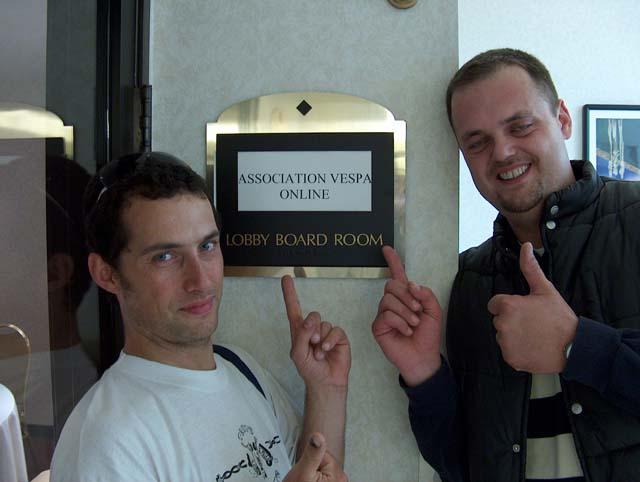 ASSOCIATION VESPA
ONLINE
LOBBY BOARD ROOM